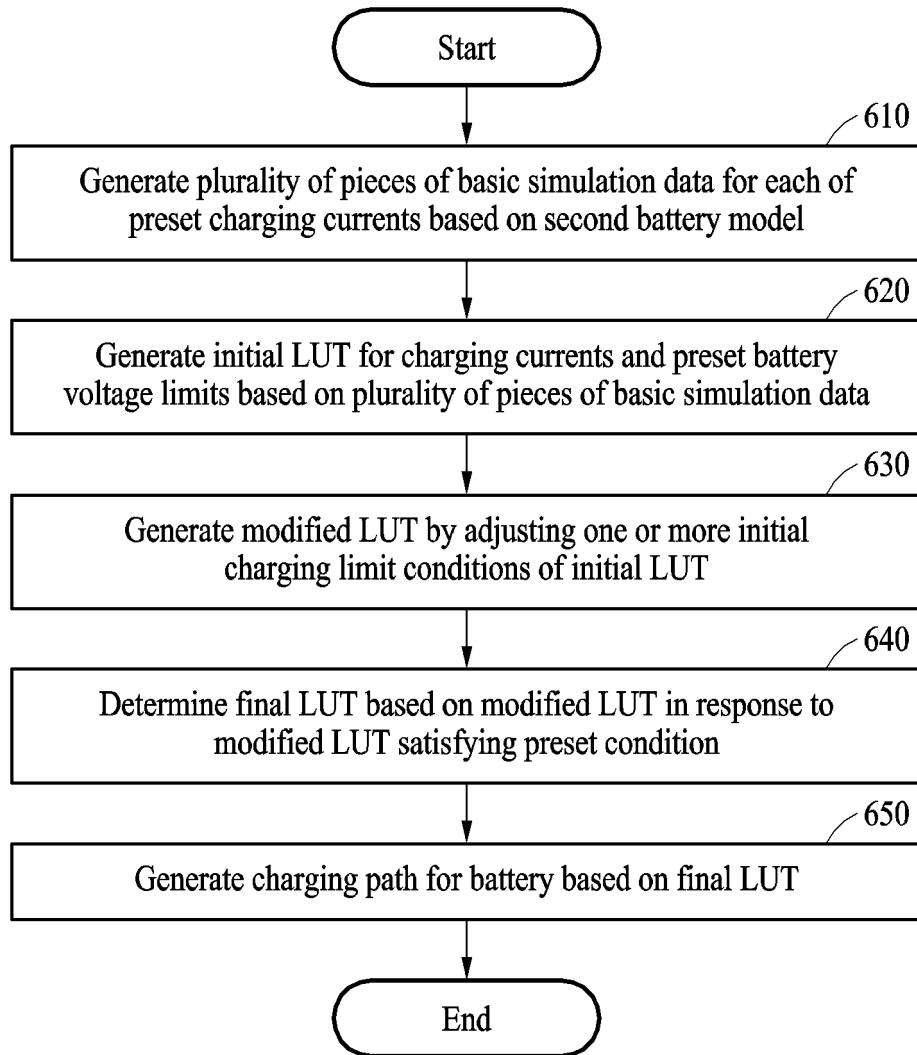 Start
610
Generate plurality of pieces of basic simulation data for each of
preset charging currents based on second battery model
620
Generate initial LUT for charging currents and preset battery
voltage limits based on plurality of pieces of basic simulation data
630
Generate modified LUT by adjusting one or more initial
charging limit conditions of initial LUT
640
Determine final LUT based on modified LUT in response to
modified LUT satisfying preset condition
650
Generate charging path for battery based on final LUT
End